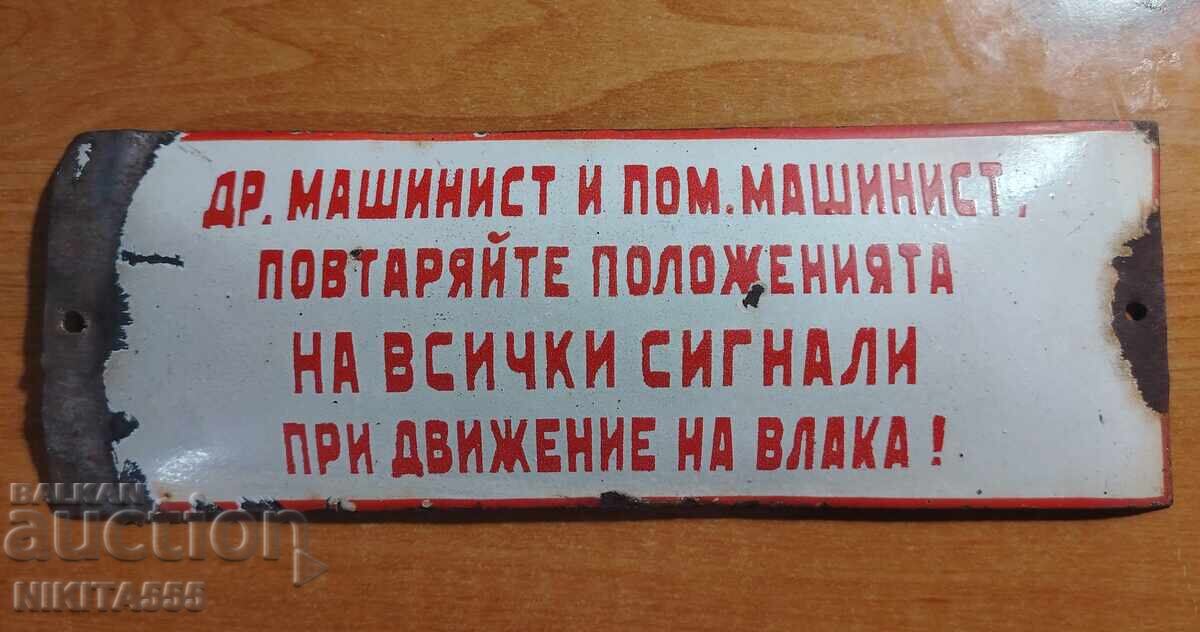 ДР. МАШИНИСТ И ПОМ. МАШИНИСТ,
ПОВТАРЯЙТЕ ПОЛОЖЕНИЯТА
НА ВСИЧКИ СИГНАЛИ
ПРИ ДВИЖЕНИЕ НА ВЛАКА !
BALKAN
auction
NIKITA555